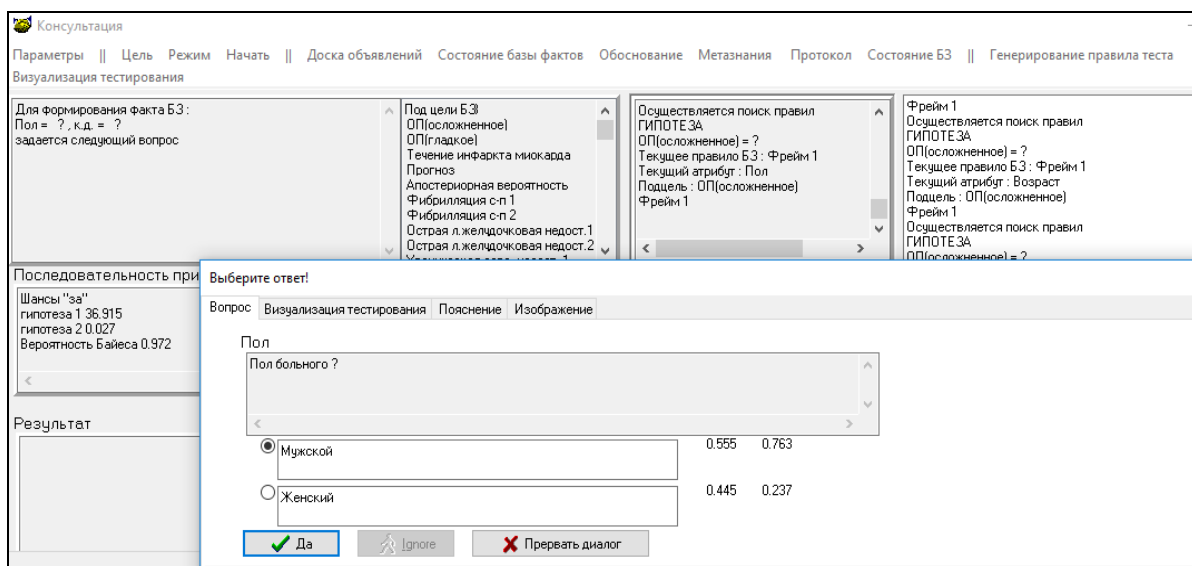 Консультация
Параметры || Цель Режим Начать || Доска объявлений Состояние базы фактов Обоснование Метазнания Протокол Состояние БЗ || Генерирование правила теста
Визуализация тестирования
Для формирования факта БЗ :
Пол = ? , к.д. = ?
задается следующий вопрос
Под цели БЗ!
ОП(осложненное)
ОП(гладкое)
Течение инфаркта миокарда
Прогноз
Апостериорная вероятность
Фибрилляция с-п 1
Фибрилляция с-п 2
Острая л.желудочковая недост.1
Острая л.желудочковая недост.2
Осуществляется поиск правил
ГИПОТЕЗА
ОП(осложненное) = ?
Текущее правило БЗ : Фрейм 1
Текущий атрибут : Пол
Подцель : ОП(осложненное)
Фрейм 1
Фрейм 1
Осуществляется поиск правил
ГИПОТЕЗА
ОП(осложненное) = ?
Текущее правило БЗ : Фрейм 1
Текущий атрибут : Возраст
Подцель : ОП(осложненное)
Фрейм 1
Осуществляется поиск правил
ГИПОТЕЗА
ОП(осложненное) = ?
Последовательность при
Шансы "за"
гипотеза 1 36.915
гипотеза 2 0.027
Вероятность Байеса 0.972
Результат
Выберите ответ!
Вопрос Визуализация тестирования Пояснение Изображение
Пол
Пол больного ?
Мужской 0.555 0.763
Женский 0.445 0.237
Да Ignore Прервать диалог